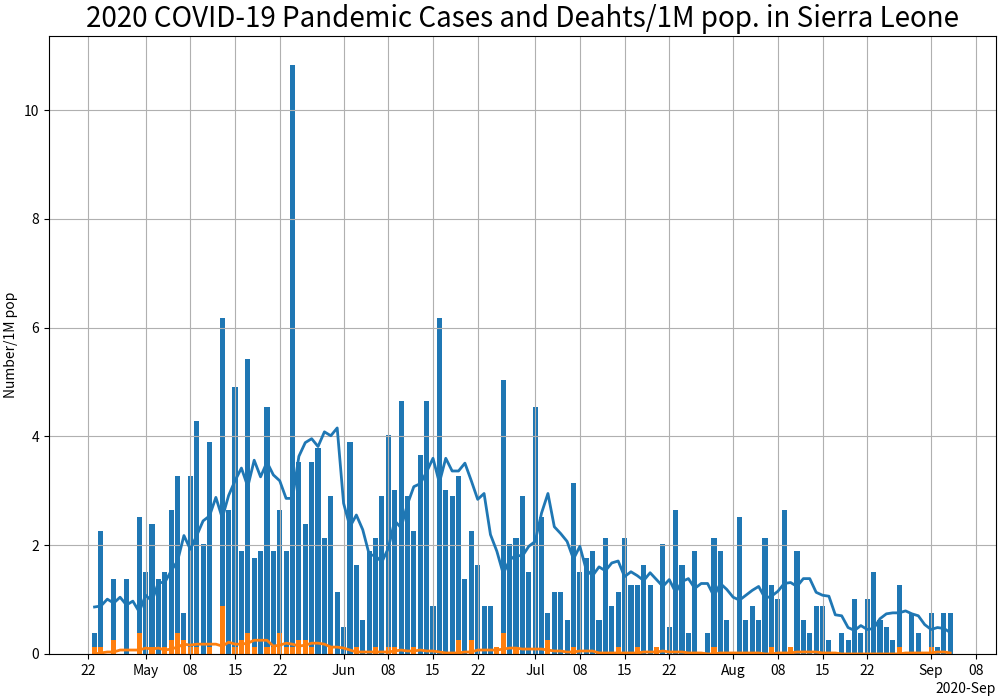 2020 COVID-19 Pandemic Cases and Deahts/1M pop. in Sierra Leone
Number/1M pop
10
8
6
4
2
0
22 May 08 15 22 Jun 08 15 22 Jul 08 15 22 Aug 08 15 22 Sep 08
2020-Sep